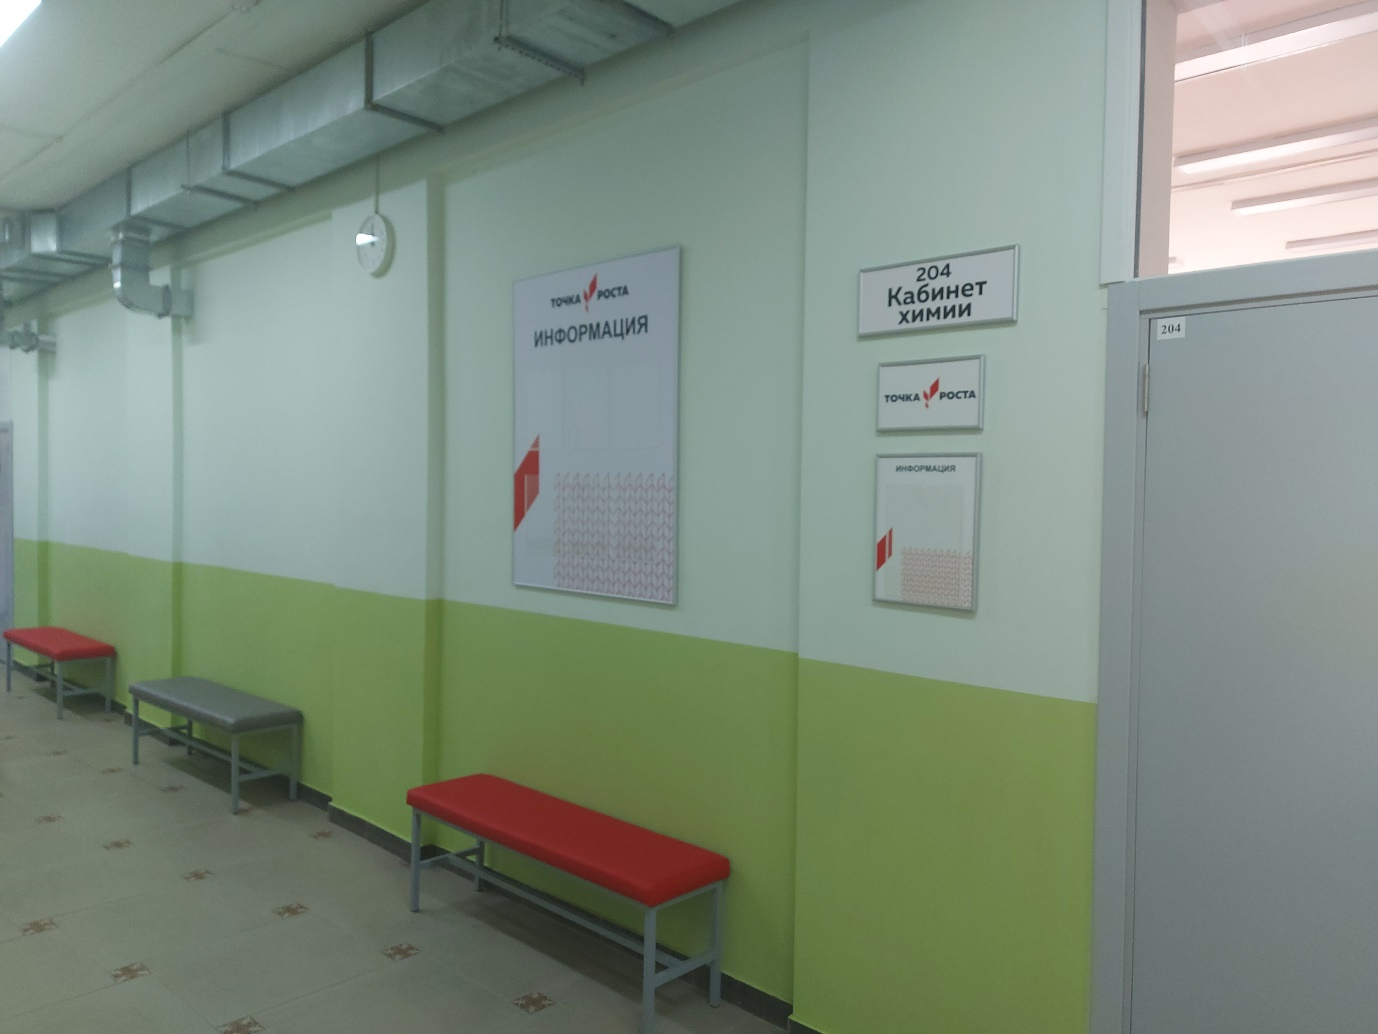 ТОЧКА РОСТА
ИНФОРМАЦИЯ
204
Кабинет
химии
ТОЧКА РОСТА
ИНФОРМАЦИЯ
204